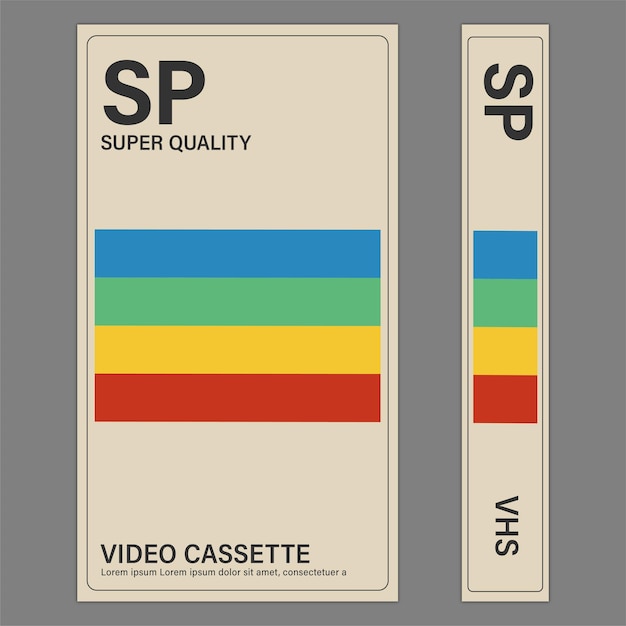 SP
SUPER QUALITY
VIDEO CASSETTE
Lorem ipsum Lorem ipsum dolor sit amet, consectetuer a
SP
VHS